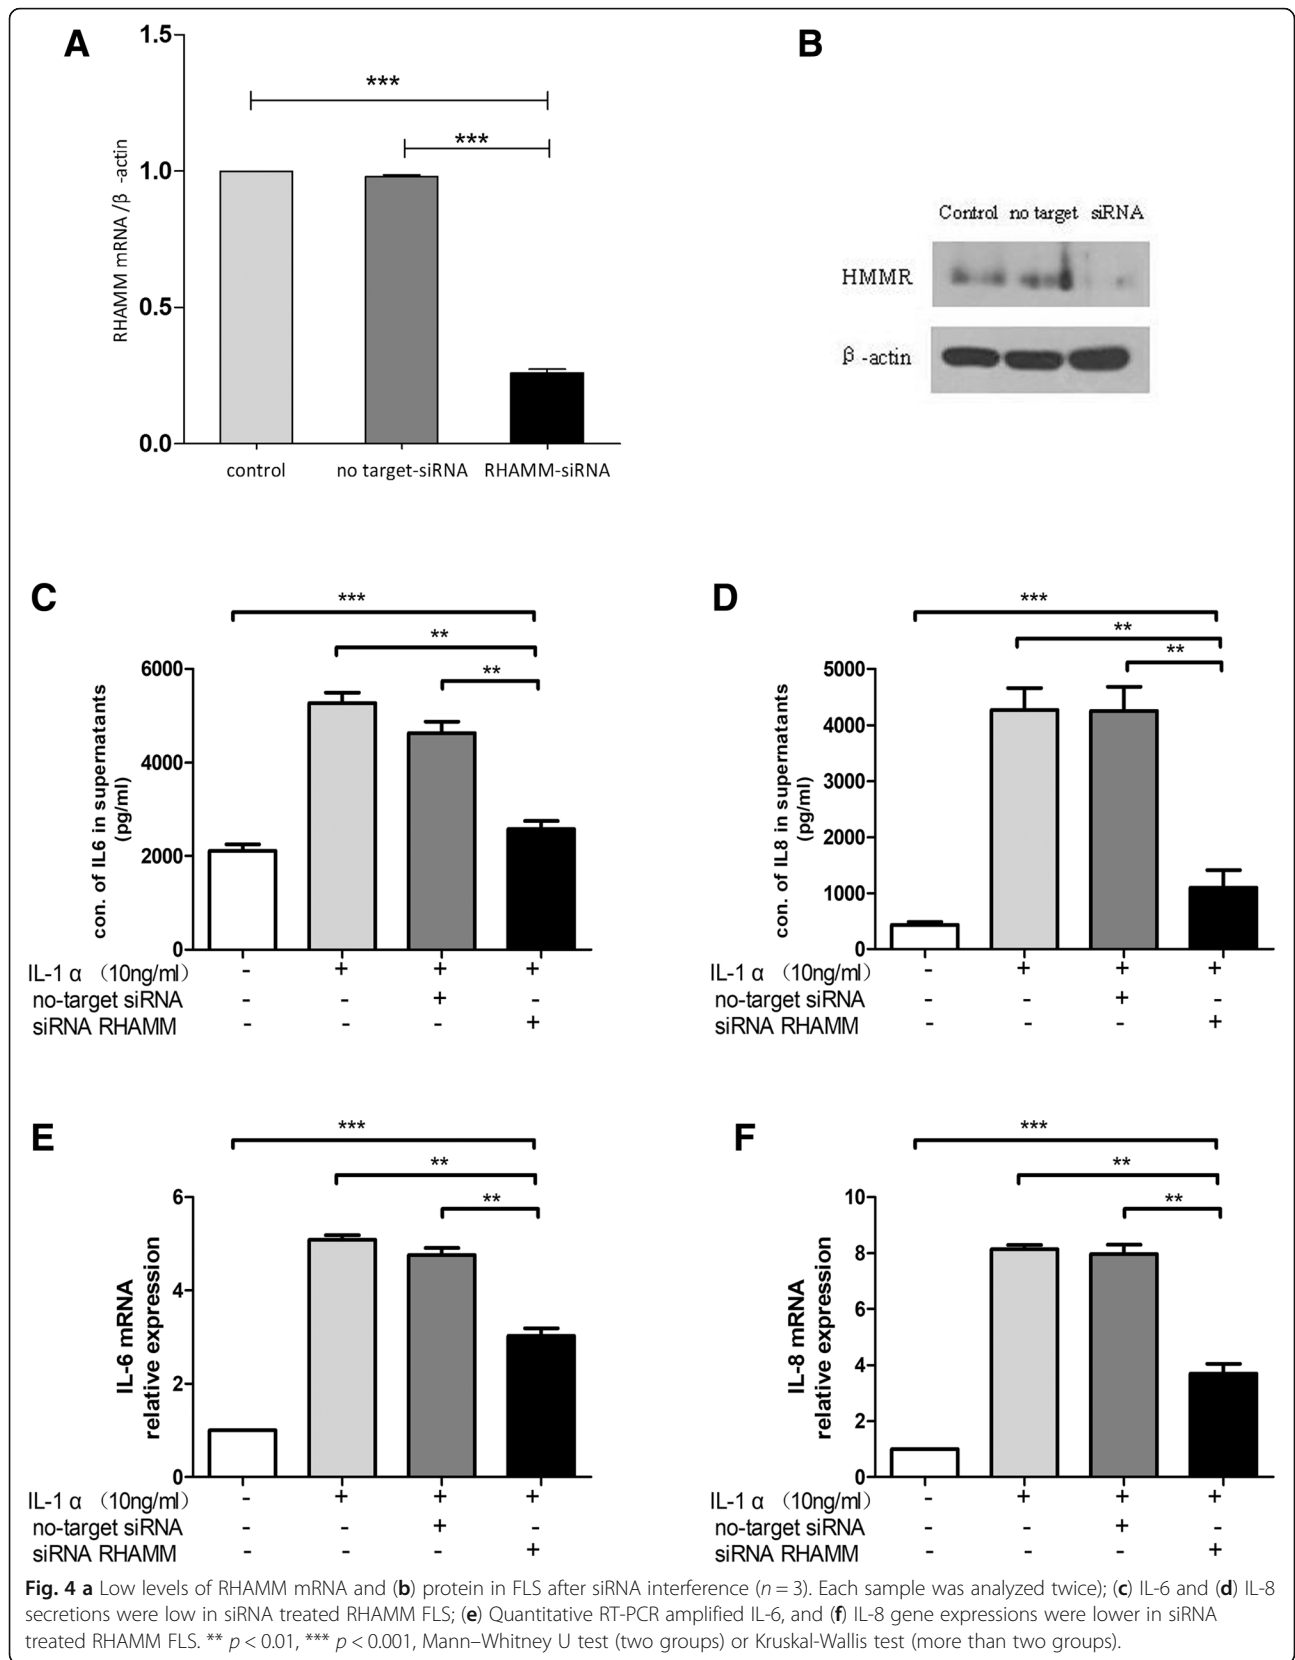 A
1.5
1.0
0.5
0.0
RHAMM mRNA /β -actin
***
***
control no target-siRNA RHAMM-siRNA
B
Control no target siRNA
HMMR
β -actin
C
***
**
**
6000
4000
2000
0
con. of IL6 in supernatants
(pg/ml)
IL-1 α （10ng/ml） - + + +
no-target siRNA - - + -
siRNA RHAMM - - - +
D
***
**
**
5000
4000
3000
2000
1000
0
con. of IL8 in supernatants
(pg/ml)
IL-1 α （10ng/ml） - + + +
no-target siRNA - - + -
siRNA RHAMM - - - +
E
***
**
**
6
4
2
0
IL-6 mRNA
relative expression
IL-1 α （10ng/ml） - + + +
no-target siRNA - - + -
siRNA RHAMM - - - +
F
***
**
**
10
8
6
4
2
0
IL-8 mRNA
relative expression
IL-1 α （10ng/ml） - + + +
no-target siRNA - - + -
siRNA RHAMM - - - +
Fig. 4 a Low levels of RHAMM mRNA and (b) protein in FLS after siRNA interference (n = 3). Each sample was analyzed twice); (c) IL-6 and (d) IL-8
secretions were low in siRNA treated RHAMM FLS; (e) Quantitative RT-PCR amplified IL-6, and (f) IL-8 gene expressions were lower in siRNA
treated RHAMM FLS. ** p < 0.01, *** p < 0.001, Mann–Whitney U test (two groups) or Kruskal-Wallis test (more than two groups).